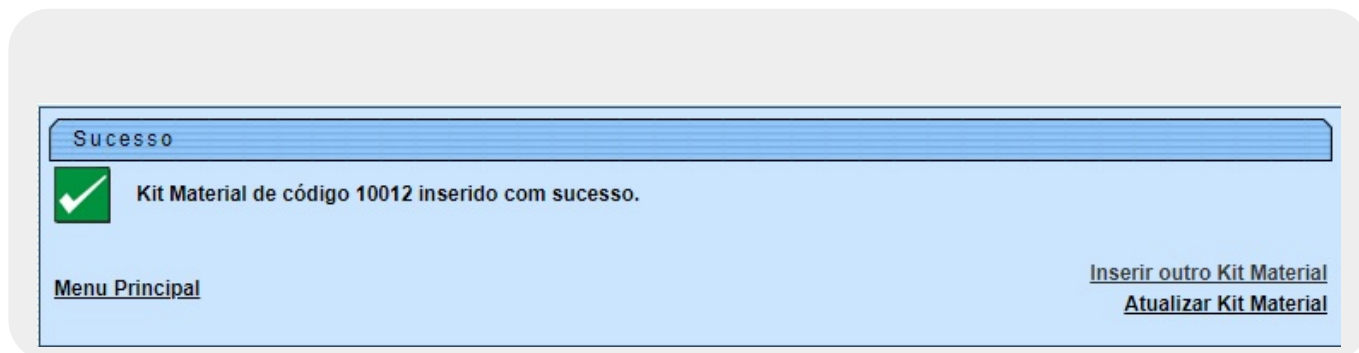 Sucesso
Kit Material de código 10012 inserido com sucesso.
Menu Principal
Inserir outro Kit Material
Atualizar Kit Material